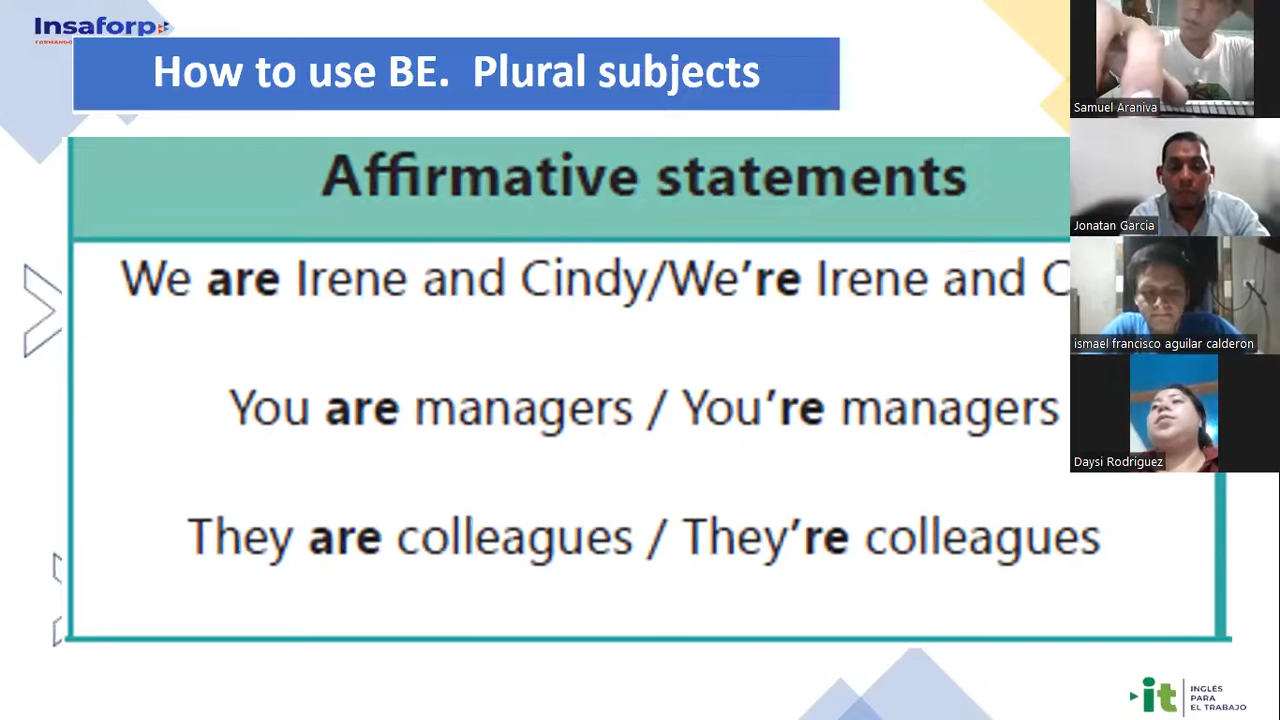 Insaforp
How to use BE. Plural subjects
Affirmative statements
We are Irene and Cindy/We're Irene and
You are managers / You're managers
They are colleagues / They're colleagues
Samuel Araniva
Jonatan Garcia
ismael francisco aguilar calderon
Daysi Rodriguez
it
INGLÉS
PARA
EL TRABAJO